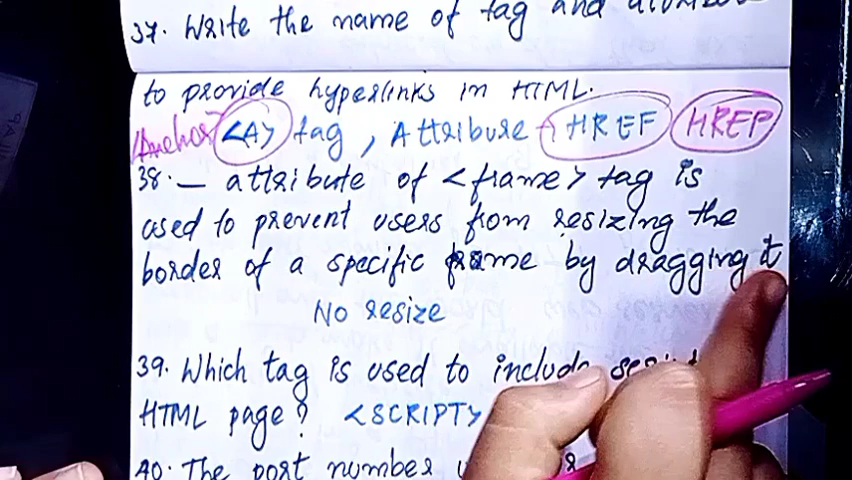 37. Write the name of tag and
to provide hyperlinks in HTML.
Anchor <A> tag, Attribute → HREF HREF
38. — attribute of <frame> tag is
used to prevent users from resizing the
border of a specific frame by dragging it
No resize
39. Which tag is used to include
HTML page? <SCRIPT>
40. The port number